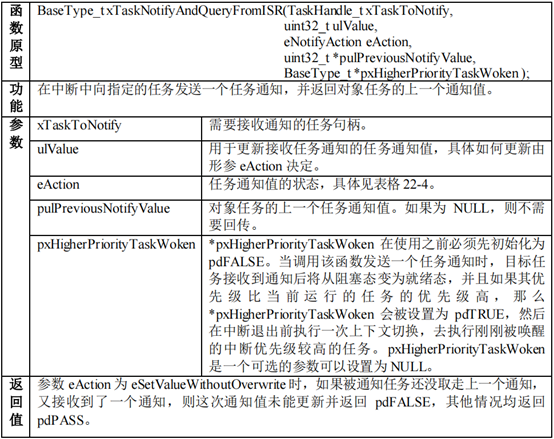 函数原型
BaseType_t xTaskNotifyAndQueryFromISR(TaskHandle_t xTaskToNotify,
uint32_t ulValue,
eNotifyAction eAction,
uint32_t *pulPreviousNotifyValue,
BaseType_t *pxHigherPriorityTaskWoken );
功能
在中断中向指定的任务发送一个任务通知，并返回对象任务的上一个通知值。
参数
xTaskToNotify 需要接收通知的任务句柄。
ulValue 用于更新接收任务通知的任务通知值，具体如何更新由
形参 eAction 决定。
eAction 任务通知值的状态，具体见表格 22-4。
pulPreviousNotifyValue 对象任务的上一个任务通知值。如果为 NULL，则不需
要回传。
pxHigherPriorityTaskWoken *pxHigherPriorityTaskWoken 在使用之前必须先初始化为
pdFALSE。当调用该函数发送一个任务通知时，目标任
务接收到通知后将从阻塞态变为就绪态，并且如果其优
先级比当前运行的任务的优先级高，那么
*pxHigherPriorityTaskWoken 会被设置为 pdTRUE，然后
在中断退出前执行一次上下文切换，去执行刚刚被唤醒
的中断优先级较高的任务。pxHigherPriorityTaskWoken
是一个可选的参数可以设置为 NULL。
返回值
参数 eAction 为 eSetValueWithoutOverwrite 时，如果被通知任务还没取走上一个通知，
又接收到了一个通知，则这次通知值未能更新并返回 pdFALSE，其他情况均返回
pdPASS。